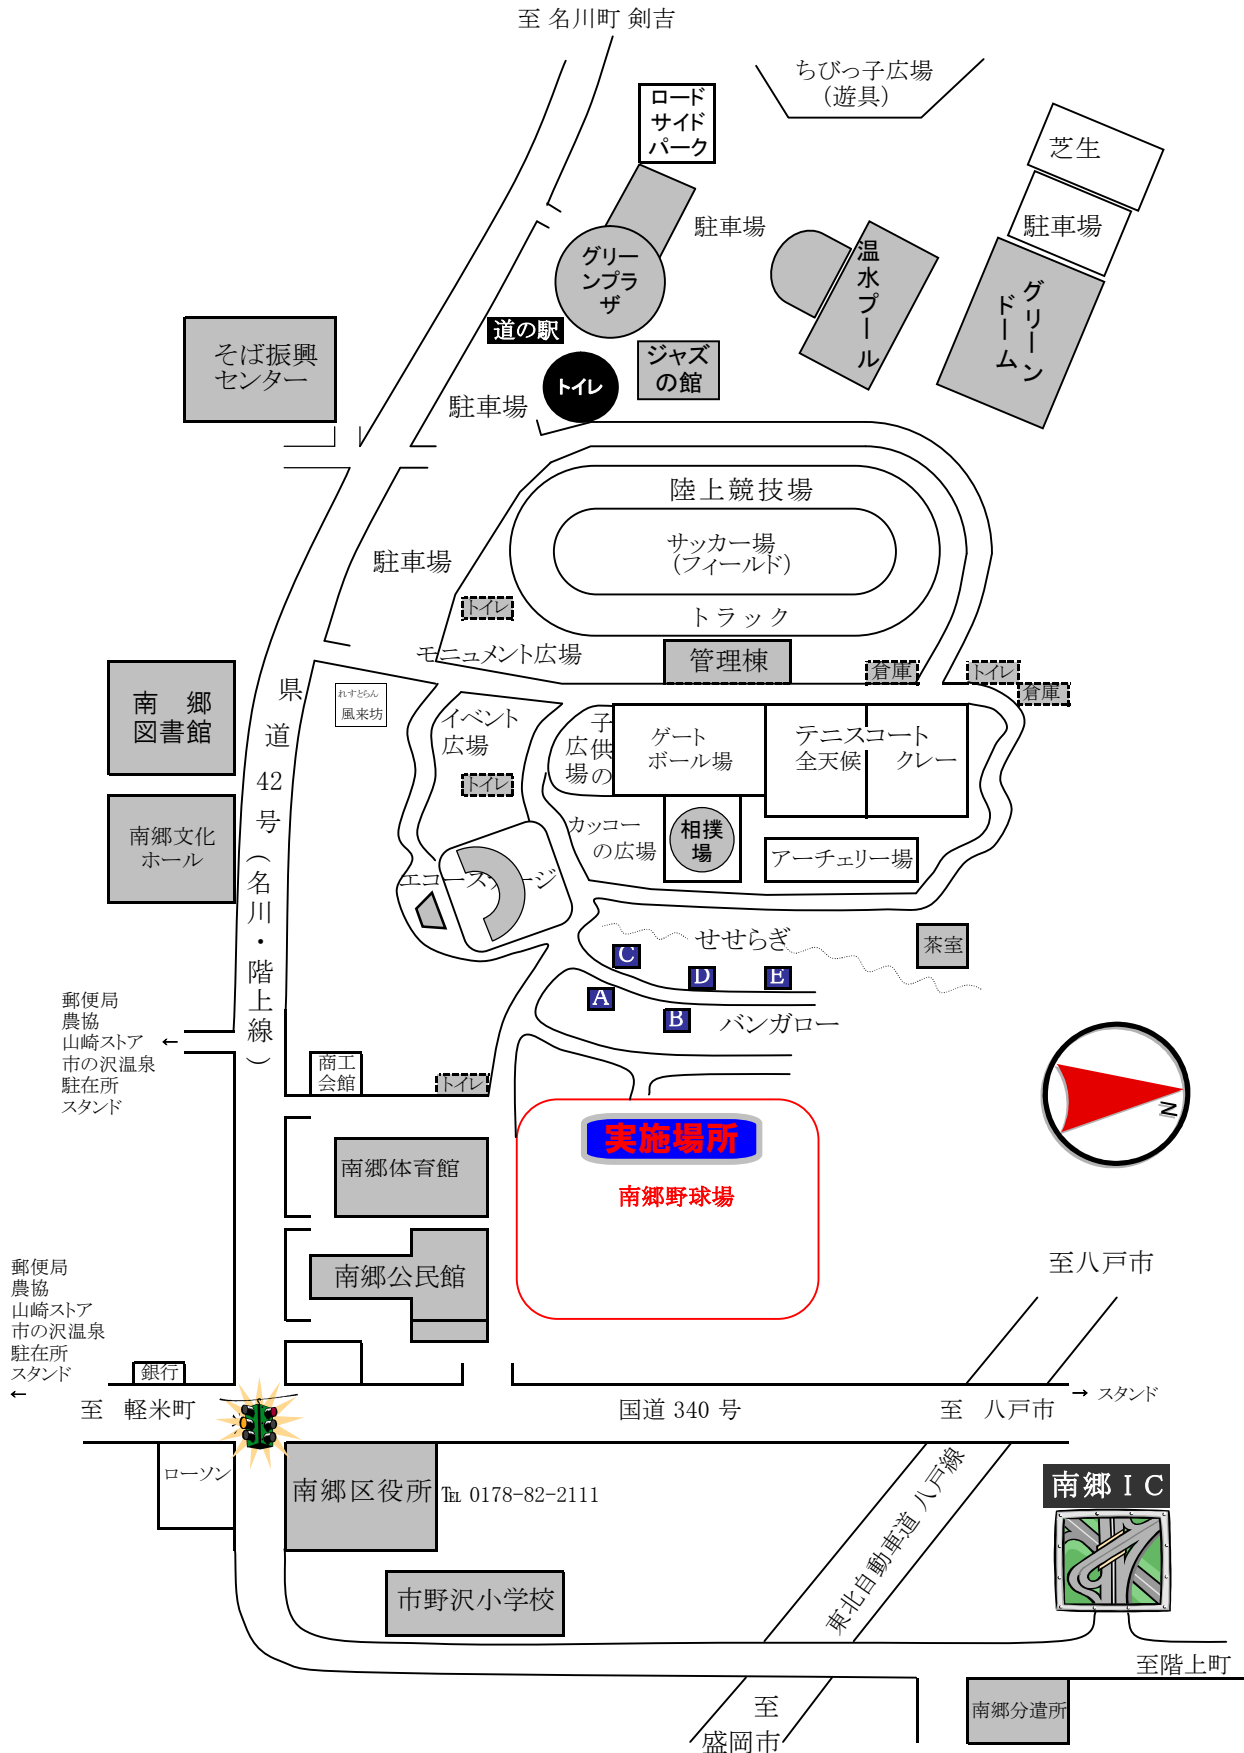 至 名川町 剣吉
ちびっ子広場
（遊具）
ロード
サイド
パーク
芝生
駐車場
駐車場
グリー
ンプラ
ザ
温水プール
グリーン
ドーム
道の駅
そば振興
センター
ジャズ
の館
トイレ
駐車場
陸上競技場
サッカー場
（フィールド）
駐車場
トイレ
トラック
モニュメント広場
管理棟
倉庫
トイレ
倉庫
南 郷
図書館
れすとらん
風来坊
イベント
広場
子供の
広場
ゲート
ボール場
テニスコート
全天候 クレー
トイレ
南郷文化
ホール
カッコー
の広場
相撲
場
アーチェリー場
エコーステージ
県道42号（名川・階上線）
せせらぎ
茶室
C
D
E
A
B
バンガロー
郵便局
農協
山崎ストア ←
市の沢温泉
駐在所
スタンド
商工
会館
トイレ
N
実施場所
南郷野球場
南郷体育館
南郷公民館
至八戸市
郵便局
農協
山崎ストア
市の沢温泉
駐在所
スタンド
←
銀行
至 軽米町
国道 340 号
至 八戸市
→ スタンド
ローソン
南郷区役所
℡ 0178-82-2111
東北自動車道 八戸線
南郷ＩＣ
市野沢小学校
至階上町
南郷分遣所
至
盛岡市